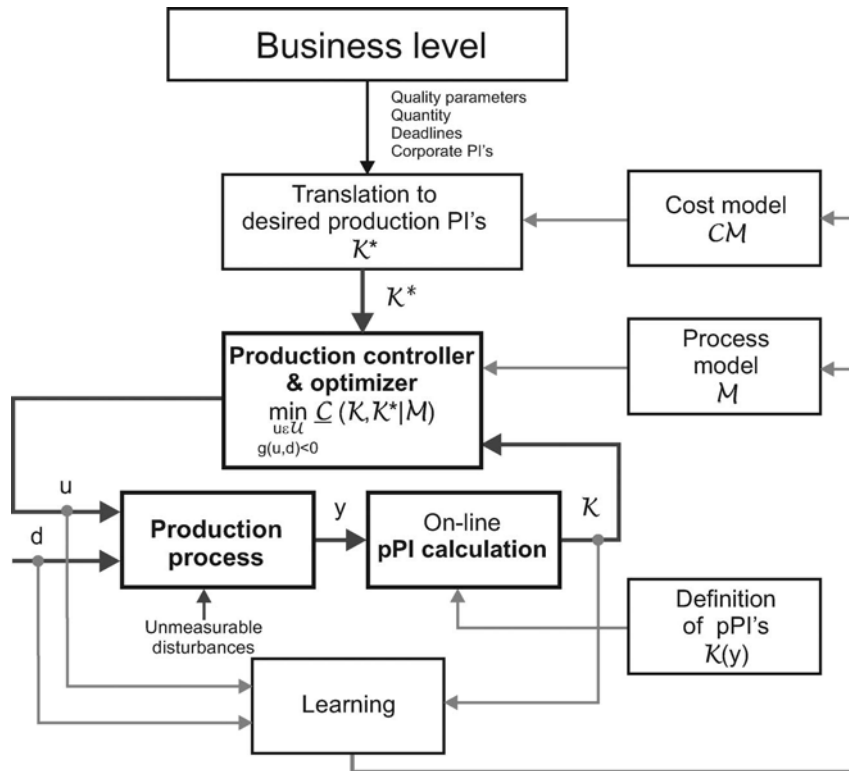 Business level
Quality parameters
Quantity
Deadlines
Corporate PI's
Translation to
desired production PI's
𝒦*
Cost model
𝒞ℳ
𝒦*
Production controller
& optimizer
min C (𝒦,𝒦*|ℳ)
uε𝒰
g(u,d)<0
Process
model
ℳ
u
d
Production
process
y
On-line
pPI calculation
𝒦
Unmeasurable
disturbances
Definition
of pPI's
𝒦(y)
Learning